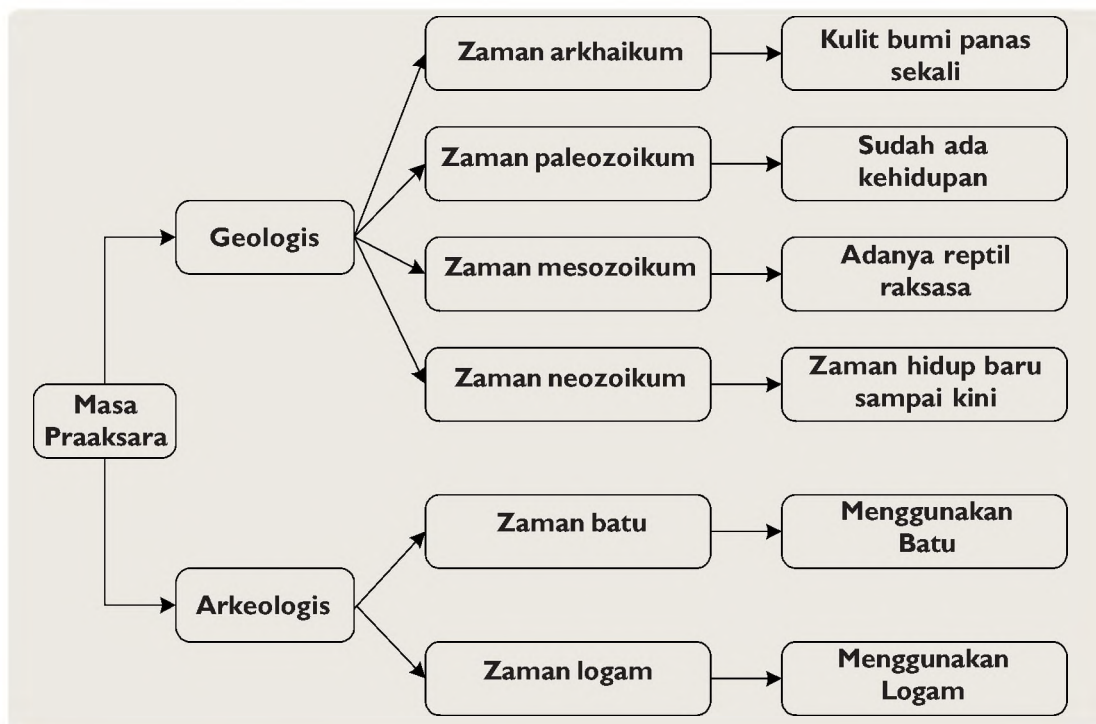 Masa
Praaksara
Geologis
Zaman arkhaikum
Kulit bumi panas
sekali
Zaman paleozoikum
Sudah ada
kehidupan
Zaman mesozoikum
Adanya reptil
raksasa
Zaman neozoikum
Zaman hidup baru
sampai kini
Arkeologis
Zaman batu
Menggunakan
Batu
Zaman logam
Menggunakan
Logam